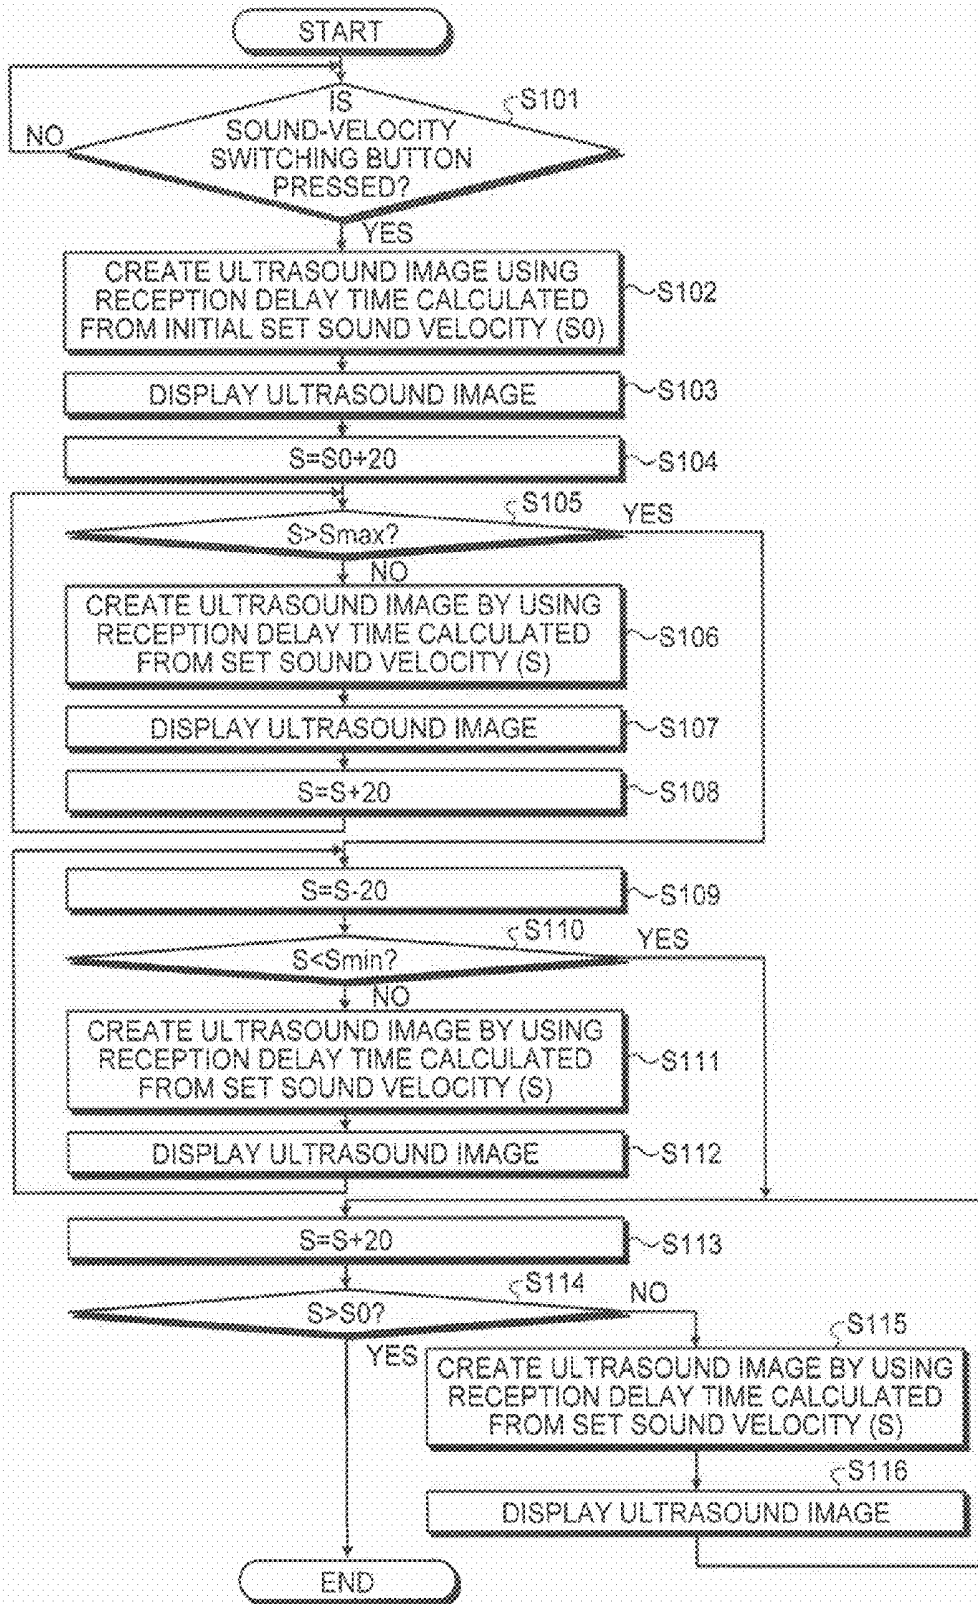 START
S101
IS
SOUND-VELOCITY
SWITCHING BUTTON
PRESSED?
NO
YES
CREATE ULTRASOUND IMAGE USING
RECEPTION DELAY TIME CALCULATED
FROM INITIAL SET SOUND VELOCITY (S0)
S102
DISPLAY ULTRASOUND IMAGE
S103
S=S0+20
S104
S105
S>Smax?
YES
NO
CREATE ULTRASOUND IMAGE BY USING
RECEPTION DELAY TIME CALCULATED
FROM SET SOUND VELOCITY (S)
S106
DISPLAY ULTRASOUND IMAGE
S107
S=S+20
S108
S=S-20
S109
S110
S<Smin?
YES
NO
CREATE ULTRASOUND IMAGE BY USING
RECEPTION DELAY TIME CALCULATED
FROM SET SOUND VELOCITY (S)
S111
DISPLAY ULTRASOUND IMAGE
S112
S=S+20
S113
S114
S>S0?
NO
YES
S115
CREATE ULTRASOUND IMAGE BY USING
RECEPTION DELAY TIME CALCULATED
FROM SET SOUND VELOCITY (S)
S116
DISPLAY ULTRASOUND IMAGE
END